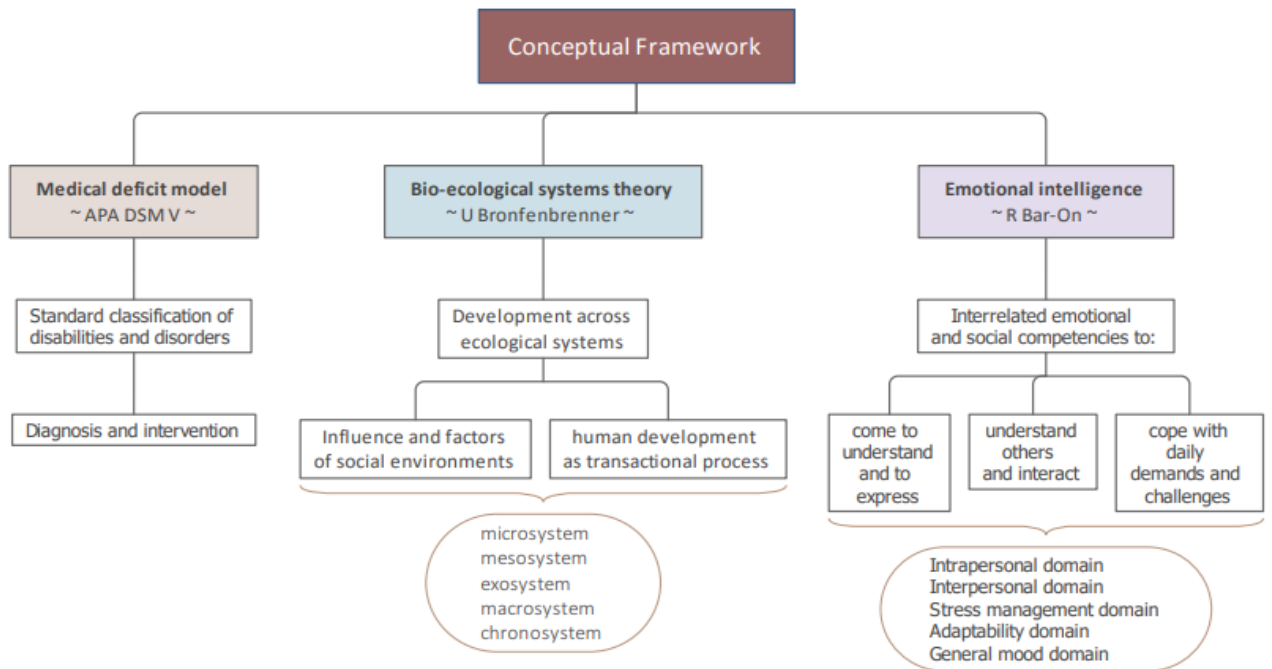 Conceptual Framework
Medical deficit model
~ APA DSM V ~
Bio-ecological systems theory
~ U Bronfenbrenner ~
Emotional intelligence
~ R Bar-On ~
Standard classification of
disabilities and disorders
Development across
ecological systems
Interrelated emotional
and social competencies to:
Diagnosis and intervention
Influence and factors
of social environments
human development
as transactional process
come to
understand
and to
express
understand
others
and interact
cope with
daily
demands and
challenges
microsystem
mesosystem
exosystem
macrosystem
chronosystem
Intrapersonal domain
Interpersonal domain
Stress management domain
Adaptability domain
General mood domain